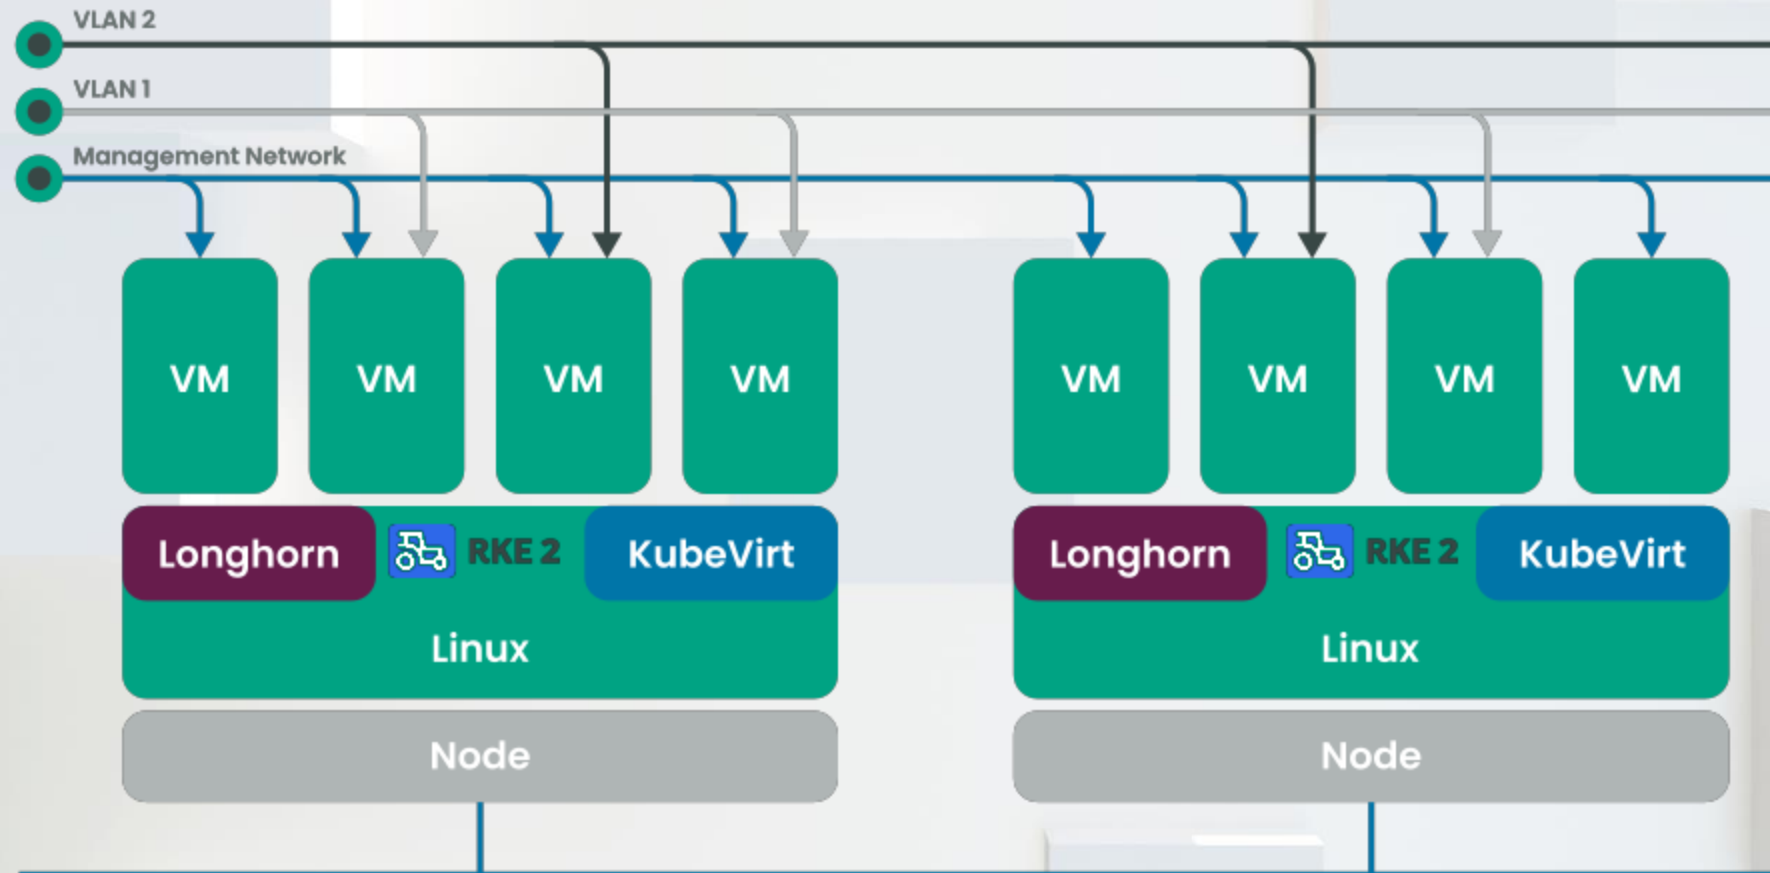 VLAN 2
VLAN 1
Management Network
VM VM VM VM VM VM VM VM
Longhorn RKE 2 KubeVirt Longhorn RKE 2 KubeVirt
Linux Linux
Node Node